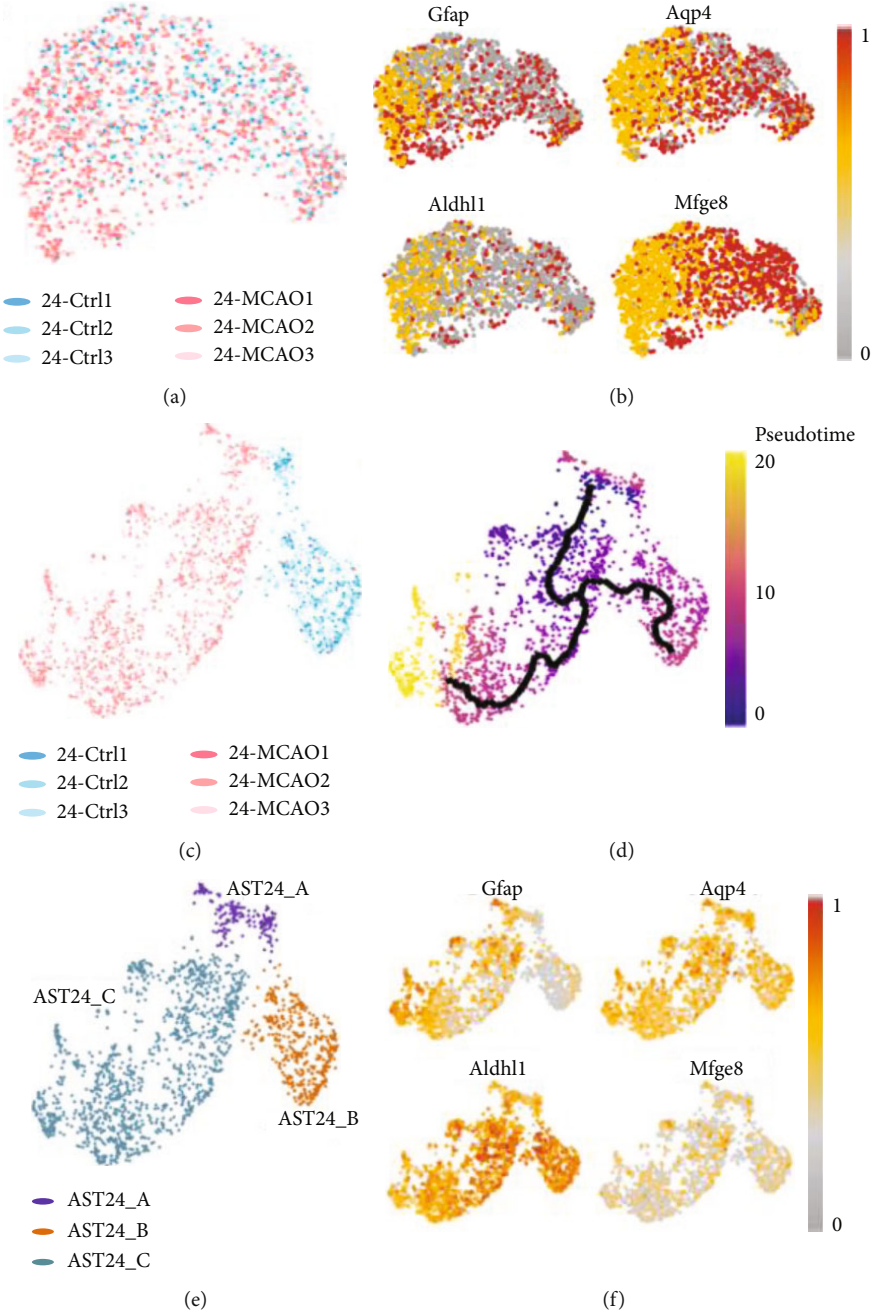 Gfap
Aqp4
1
Aldhl1
Mfge8
0
24-Ctrl1
24-MCAO1
24-Ctrl2
24-MCAO2
24-Ctrl3
24-MCAO3
(a)
(b)
Pseudotime
20
10
0
24-Ctrl1
24-MCAO1
24-Ctrl2
24-MCAO2
24-Ctrl3
24-MCAO3
(c)
(d)
AST24_A
AST24_C
AST24_B
AST24_A
AST24_B
AST24_C
Gfap
Aqp4
1
Aldhl1
Mfge8
0
(e)
(f)